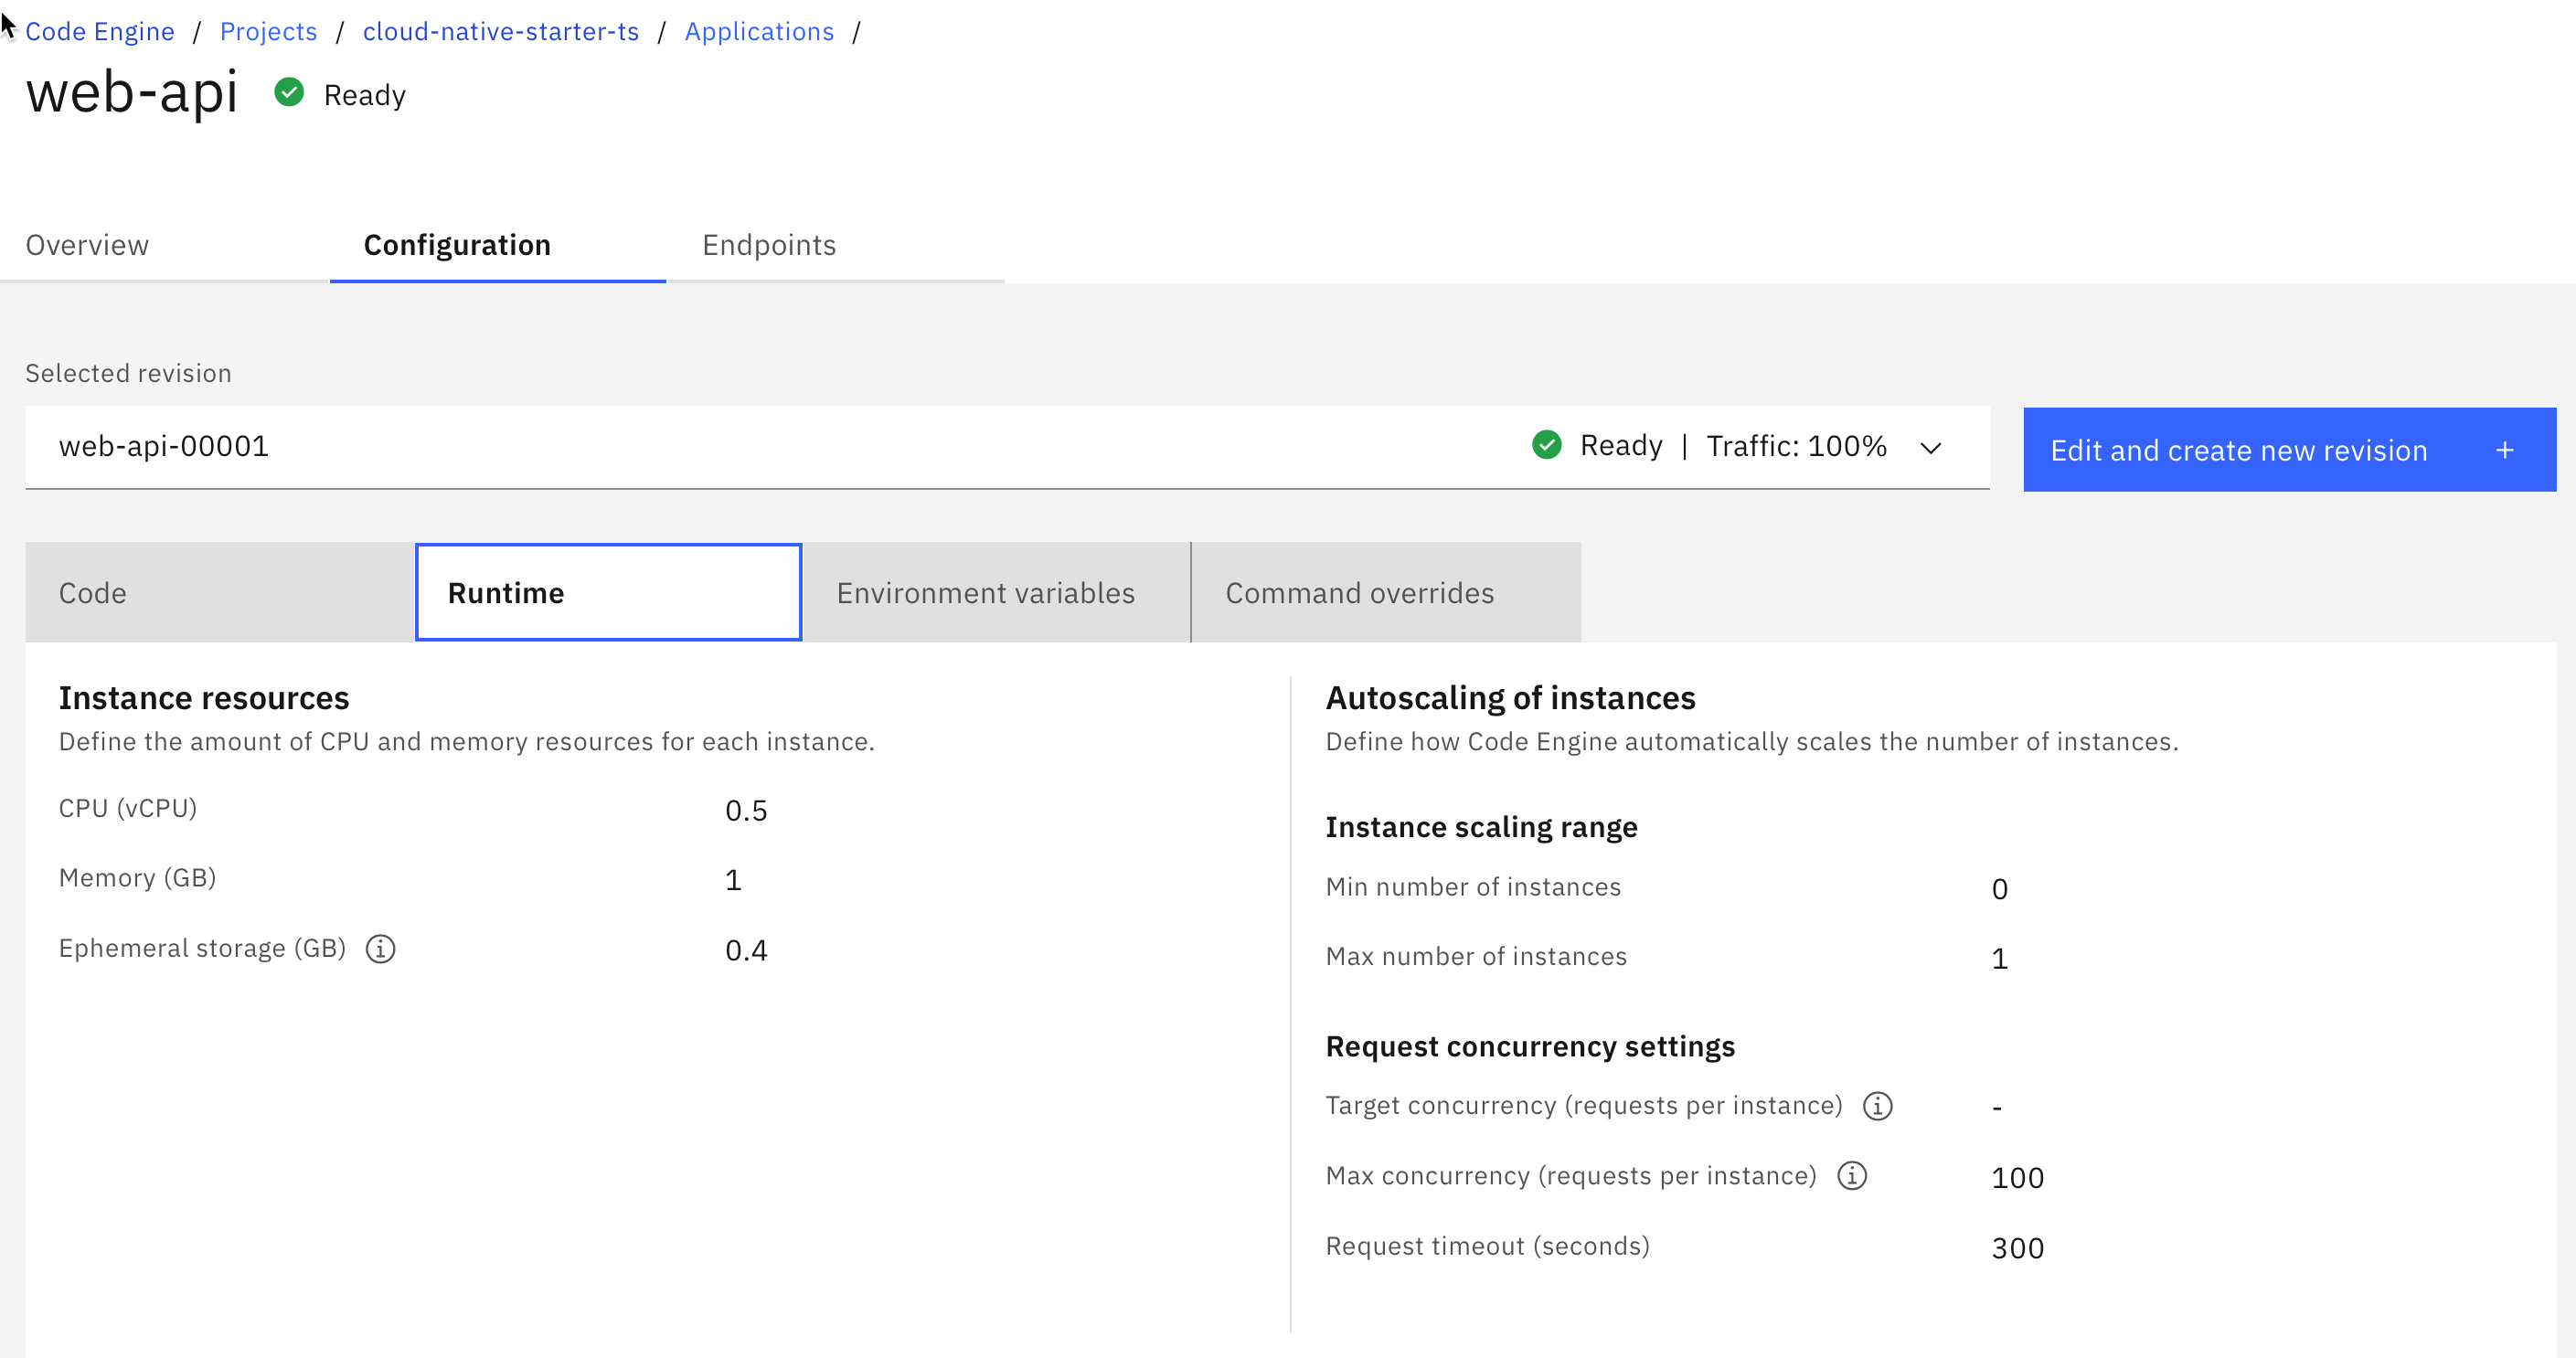 Code Engine / Projects / cloud-native-starter-ts / Applications /
web-api Ready
Overview Configuration Endpoints
Selected revision
web-api-00001 Ready | Traffic: 100% Edit and create new revision +
Code Runtime Environment variables Command overrides
Instance resources
Define the amount of CPU and memory resources for each instance.
CPU (vCPU) 0.5
Memory (GB) 1
Ephemeral storage (GB) 0.4
Autoscaling of instances
Define how Code Engine automatically scales the number of instances.
Instance scaling range
Min number of instances 0
Max number of instances 1
Request concurrency settings
Target concurrency (requests per instance) -
Max concurrency (requests per instance) 100
Request timeout (seconds) 300